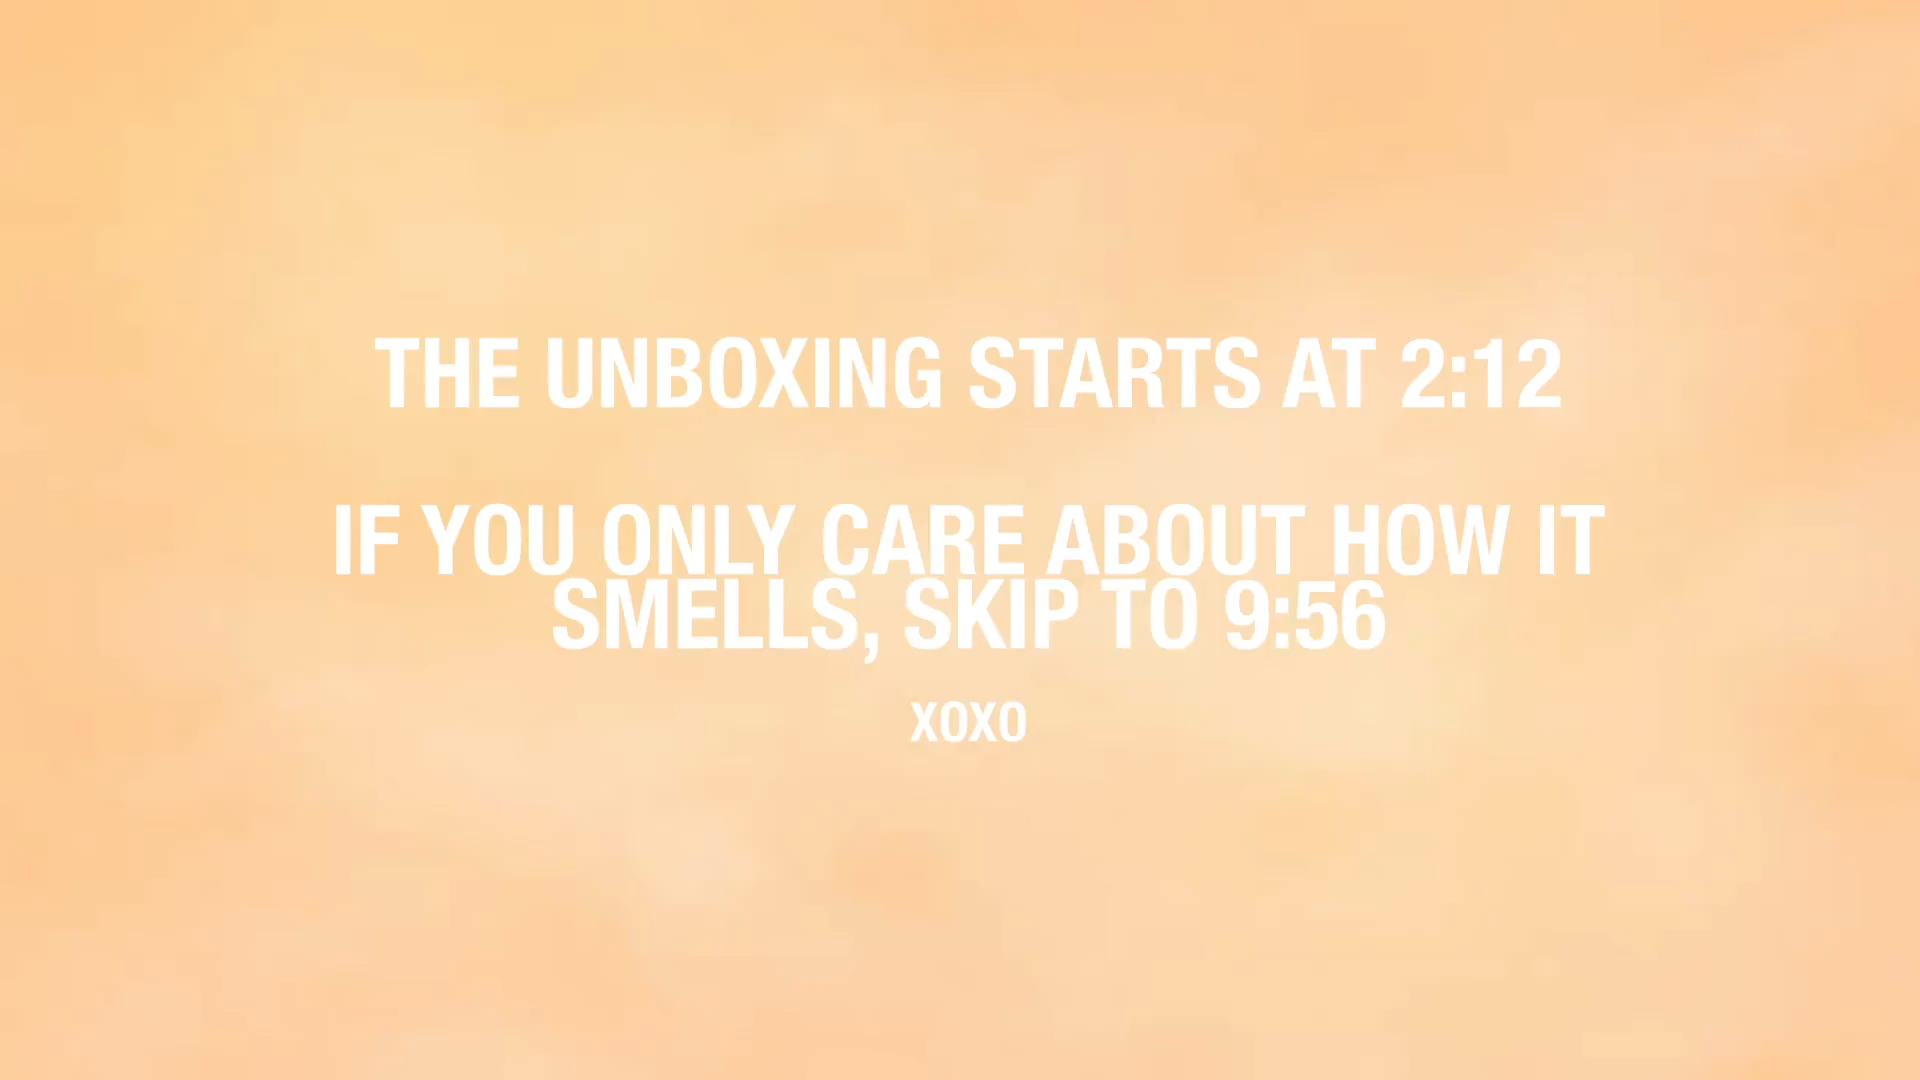 THE UNBOXING STARTS AT 2:12
IF YOU ONLY CARE ABOUT HOW IT
SMELLS, SKIP TO 9:56
XOXO